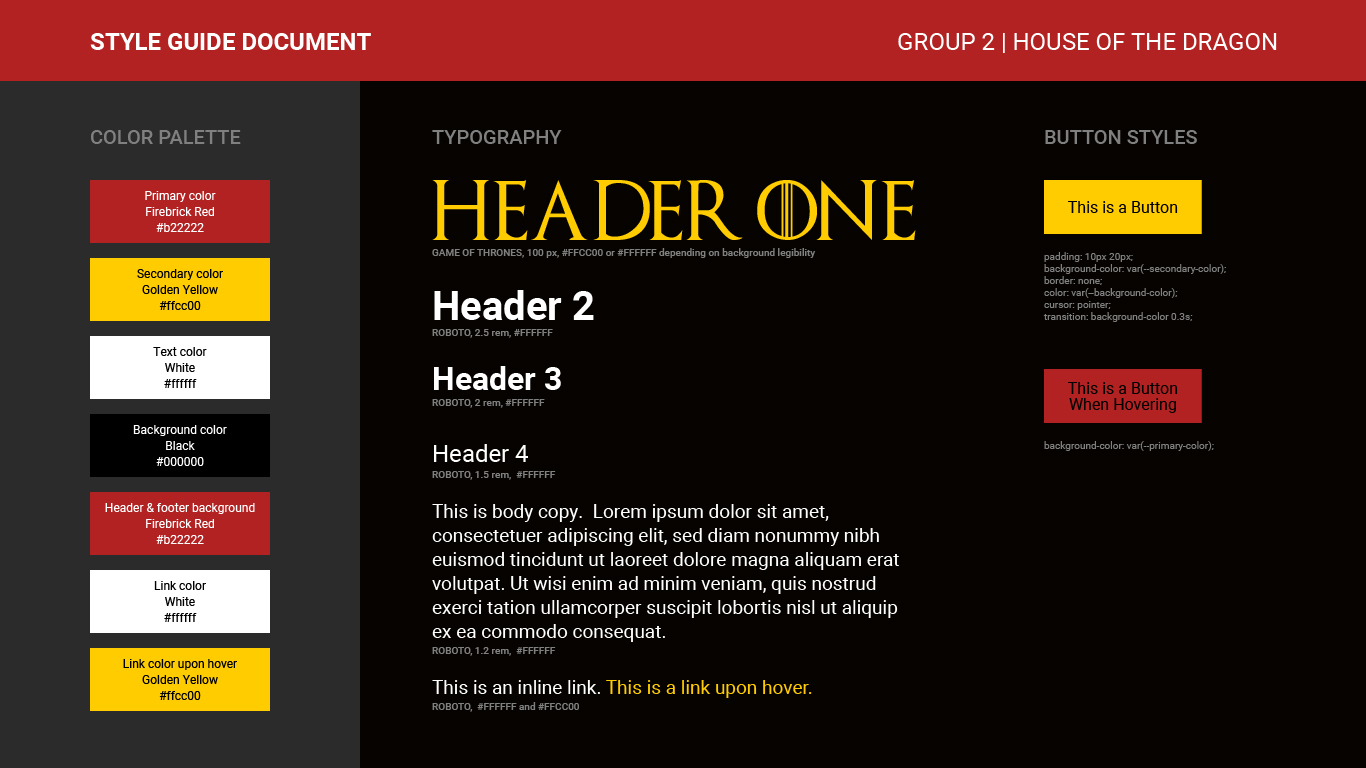 STYLE GUIDE DOCUMENT
GROUP 2 | HOUSE OF THE DRAGON
COLOR PALETTE
Primary color
Firebrick Red
#b22222
Secondary color
Golden Yellow
#ffcc00
Text color
White
#ffffff
Background color
Black
#000000
Header & footer background
Firebrick Red
#b22222
Link color
White
#ffffff
Link color upon hover
Golden Yellow
#ffcc00
TYPOGRAPHY
HEADER ONE
GAME OF THRONES, 100 px, #FFCC00 or #FFFFFF depending on background legibility
Header 2
ROBOTO, 2.5 rem, #FFFFFF
Header 3
ROBOTO, 2 rem, #FFFFFF
Header 4
ROBOTO, 1.5 rem,  #FFFFFF
This is body copy.  Lorem ipsum dolor sit amet,
consectetuer adipiscing elit, sed diam nonummy nibh
euismod tincidunt ut laoreet dolore magna aliquam erat
volutpat. Ut wisi enim ad minim veniam, quis nostrud
exerci tation ullamcorper suscipit lobortis nisl ut aliquip
ex ea commodo consequat.
ROBOTO, 1.2 rem,  #FFFFFF
This is an inline link. This is a link upon hover.
ROBOTO,  #FFFFFF and #FFCC00
BUTTON STYLES
This is a Button
padding: 10px 20px;
background-color: var(--secondary-color);
border: none;
color: var(--background-color);
cursor: pointer;
transition: background-color 0.3s;
This is a Button
When Hovering
background-color: var(--primary-color);